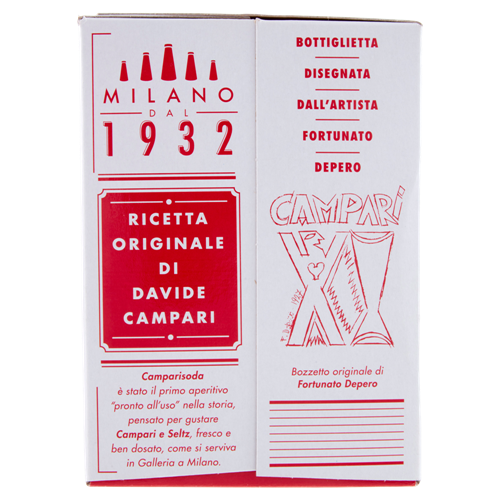 MILANO
DAL
1932
RICETTA
ORIGINALE
DI
DAVIDE
CAMPARI
Camparisoda
è stato il primo aperitivo
"pronto all'uso" nella storia,
pensato per gustare
Campari e Seltz, fresco e
ben dosato, come si serviva
in Galleria a Milano.
BOTTIGLIETTA
DISEGNATA
DALL'ARTISTA
FORTUNATO
DEPERO
CAMPARI
Bozzetto originale di
Fortunato Depero